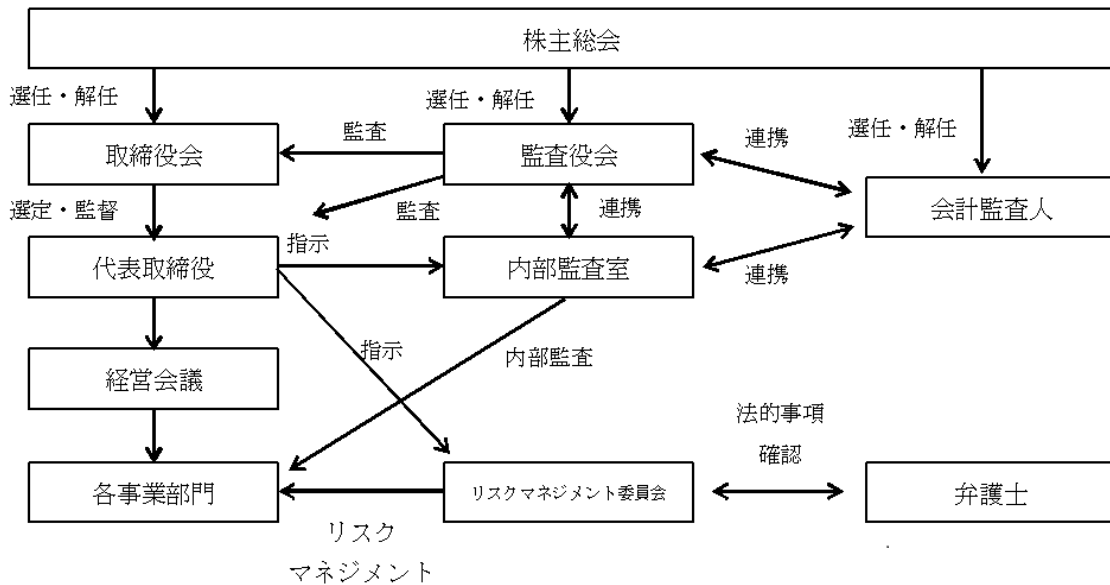 株主総会
選任・解任
選任・解任
選任・解任
取締役会
監査
監査役会
連携
会計監査人
選定・監督
監査
連携
代表取締役
指示
内部監査室
連携
経営会議
指示
内部監査
法的事項
確認
各事業部門
リスクマネジメント委員会
弁護士
リスク
マネジメント